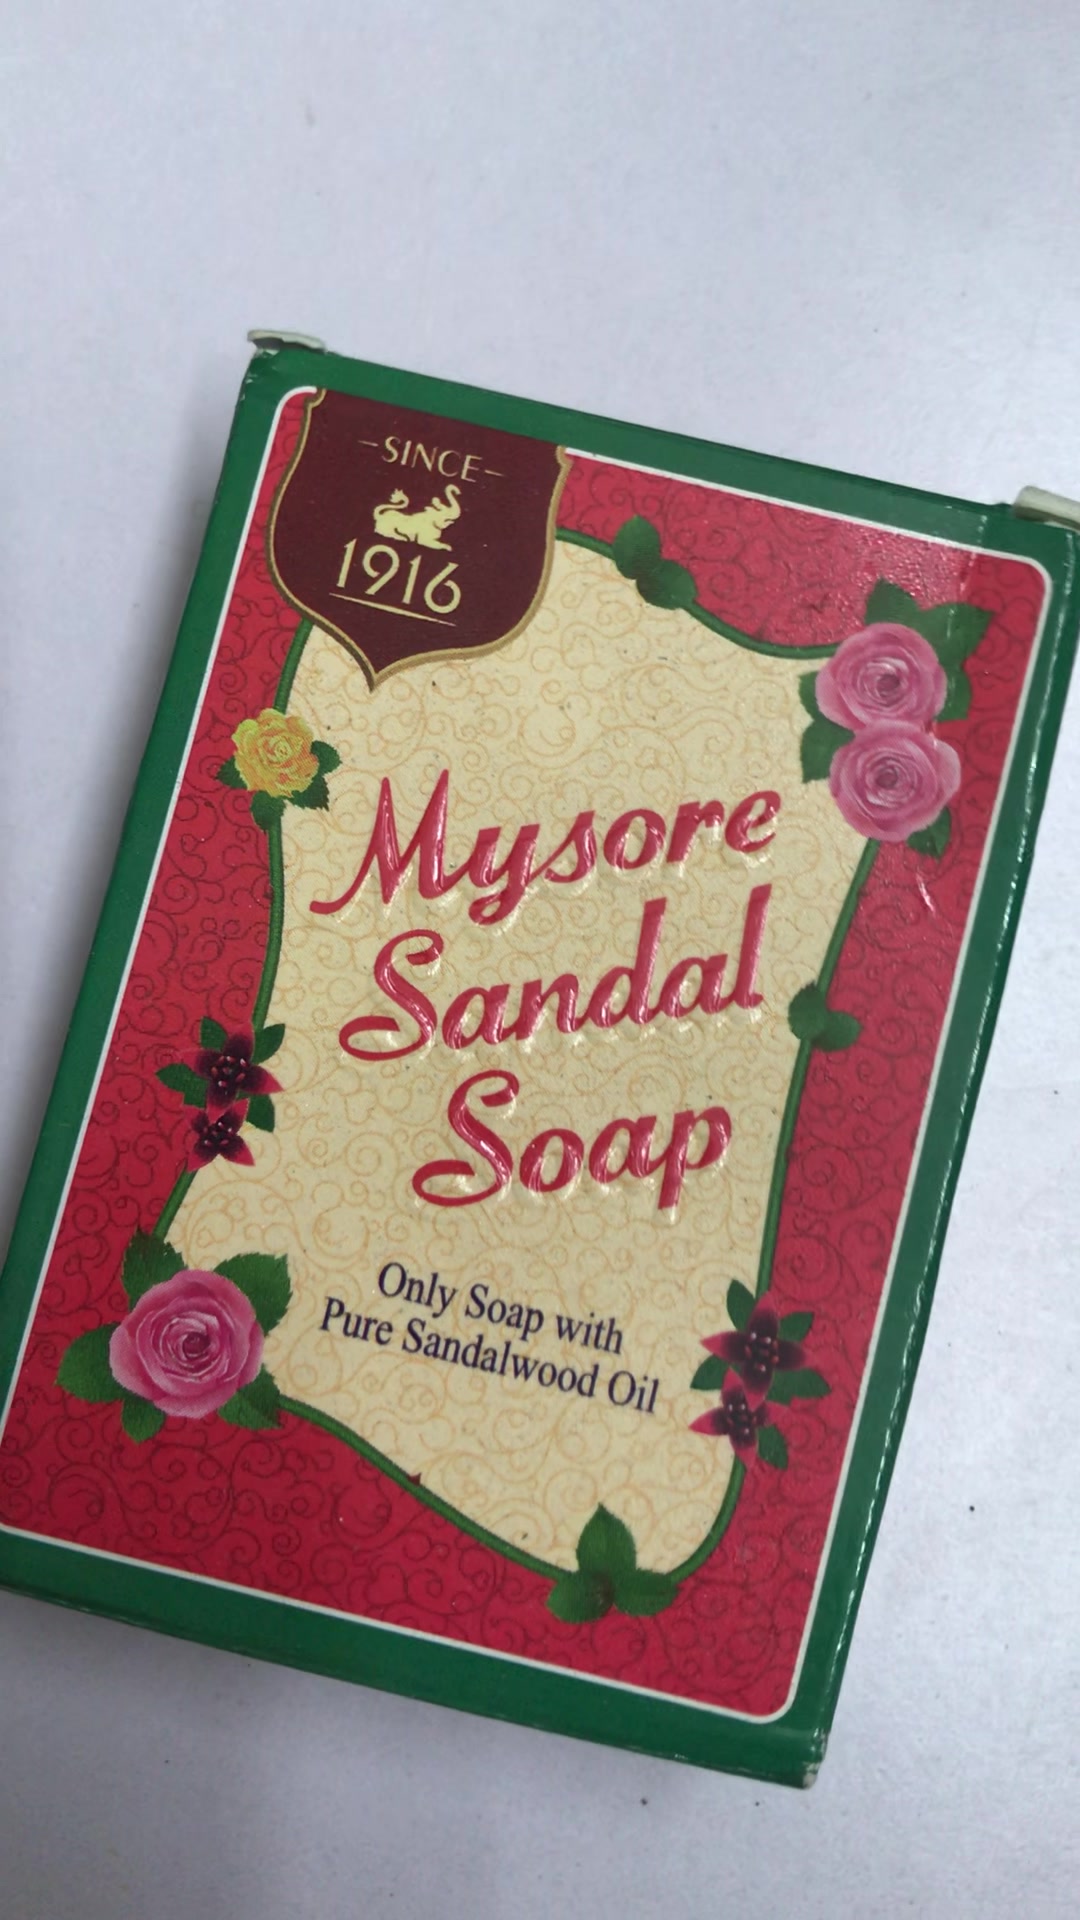 -SINCE-
1916
Mysore
Sandal
Soap
Only Soap with
Pure Sandalwood Oil